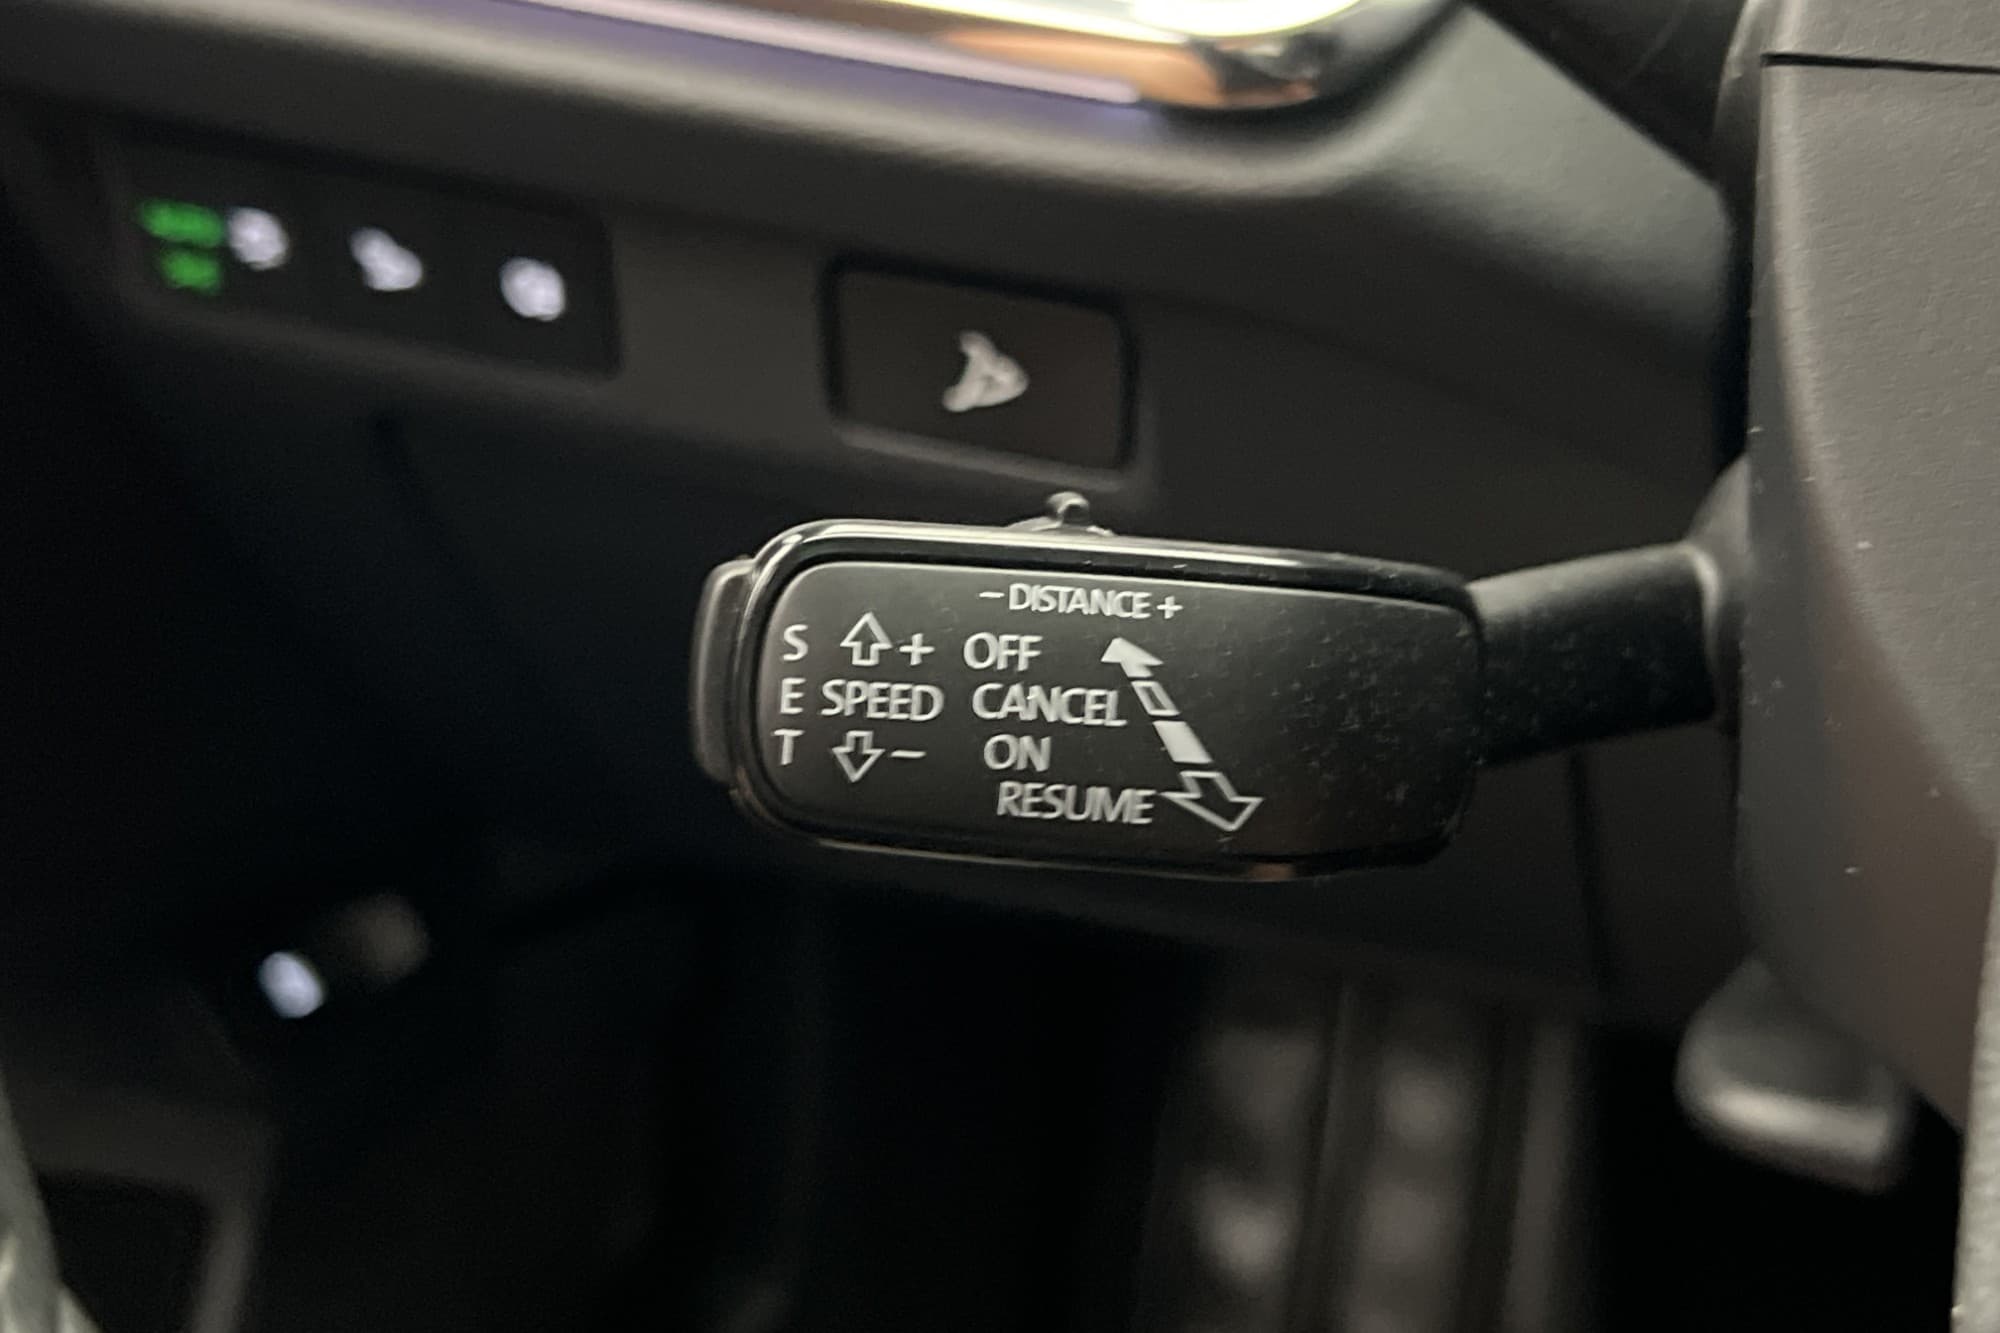 − DISTANCE +
S ⇧+ OFF
E SPEED CANCEL
T ⇩− ON
RESUME